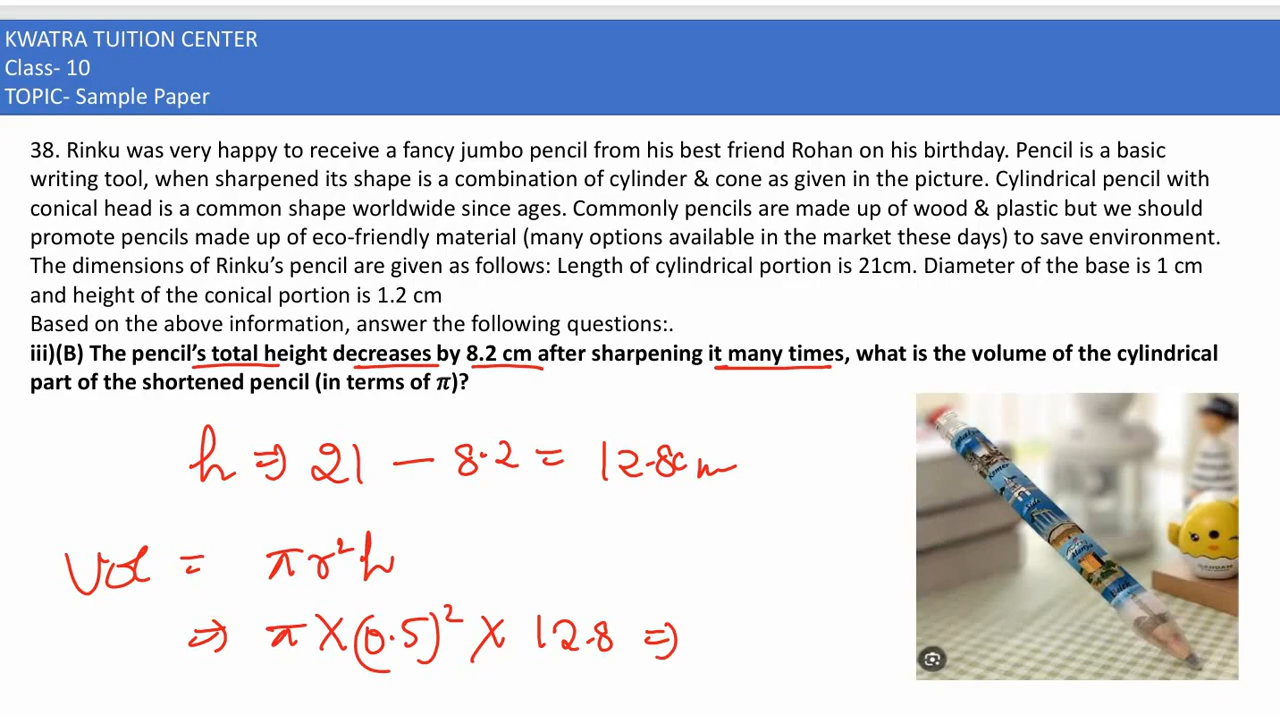 KWATRA TUITION CENTER
Class- 10
TOPIC- Sample Paper
38. Rinku was very happy to receive a fancy jumbo pencil from his best friend Rohan on his birthday. Pencil is a basic
writing tool, when sharpened its shape is a combination of cylinder & cone as given in the picture. Cylindrical pencil with
conical head is a common shape worldwide since ages. Commonly pencils are made up of wood & plastic but we should
promote pencils made up of eco-friendly material (many options available in the market these days) to save environment.
The dimensions of Rinku’s pencil are given as follows: Length of cylindrical portion is 21cm. Diameter of the base is 1 cm
and height of the conical portion is 1.2 cm
Based on the above information, answer the following questions:.
iii)(B) The pencil’s total height decreases by 8.2 cm after sharpening it many times, what is the volume of the cylindrical
part of the shortened pencil (in terms of π)?
h ⇒ 21 — 8.2 = 12.8cm
Vol = πr²h
⇒ π X (0.5)² X 12.8 ⇒